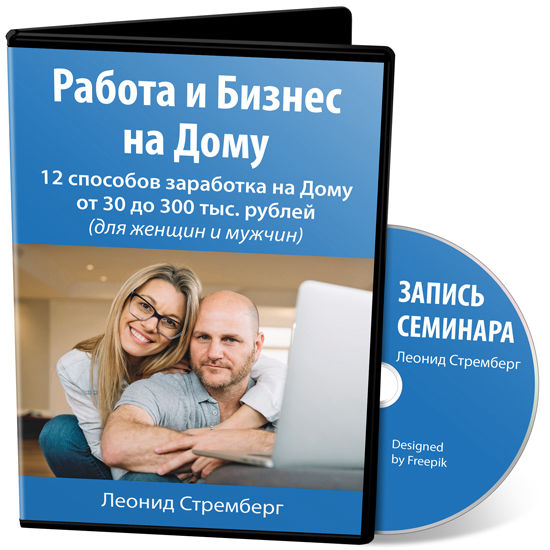 Работа и Бизнес
на Дому
12 способов заработка на Дому
от 30 до 300 тыс. рублей
(для женщин и мужчин)
Леонид Стремберг
ЗАПИСЬ
СЕМИНАРА
Леонид Стремберг
Designed
by Freepik